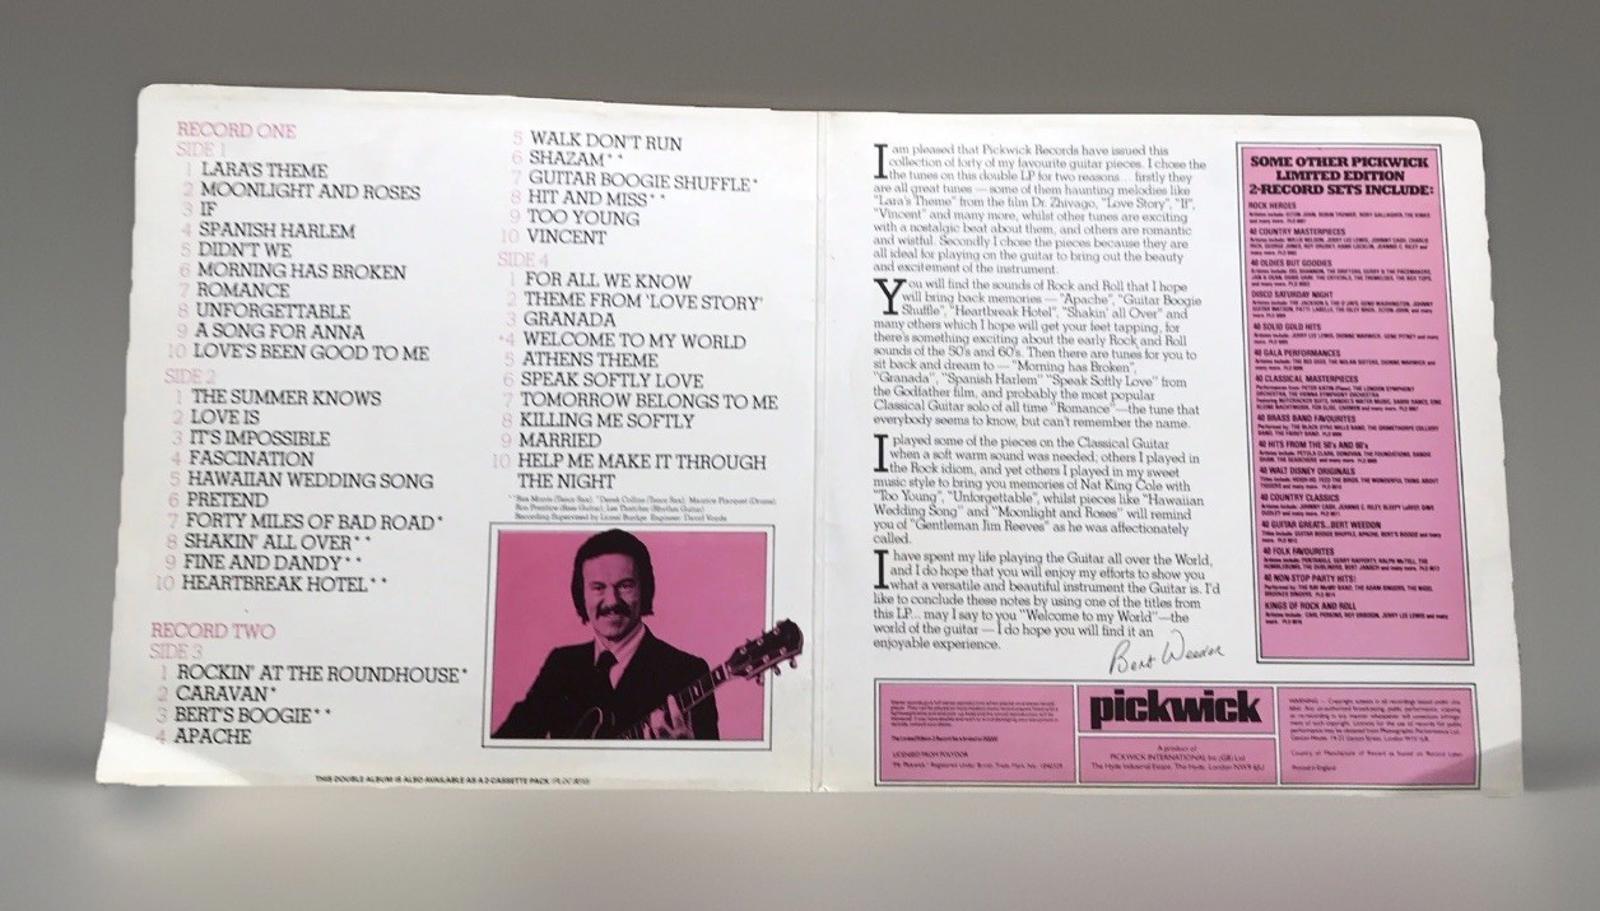 RECORD ONE
SIDE 1
1 LARA'S THEME
2 MOONLIGHT AND ROSES
3 IF
4 SPANISH HARLEM
5 DIDN'T WE
6 MORNING HAS BROKEN
7 ROMANCE
8 UNFORGETTABLE
9 A SONG FOR ANNA
10 LOVE'S BEEN GOOD TO ME
SIDE 2
1 THE SUMMER KNOWS
2 LOVE IS
3 IT'S IMPOSSIBLE
4 FASCINATION
5 HAWAIIAN WEDDING SONG
6 PRETEND
7 FORTY MILES OF BAD ROAD*
8 SHAKIN' ALL OVER**
9 FINE AND DANDY**
10 HEARTBREAK HOTEL**
RECORD TWO
SIDE 3
1 ROCKIN' AT THE ROUNDHOUSE*
2 CARAVAN*
3 BERT'S BOOGIE**
4 APACHE
5 WALK DON'T RUN
6 SHAZAM**
7 GUITAR BOOGIE SHUFFLE*
8 HIT AND MISS**
9 TOO YOUNG
10 VINCENT
SIDE 4
1 FOR ALL WE KNOW
2 THEME FROM 'LOVE STORY'
3 GRANADA
*4 WELCOME TO MY WORLD
5 ATHENS THEME
6 SPEAK SOFTLY LOVE
7 TOMORROW BELONGS TO ME
8 KILLING ME SOFTLY
9 MARRIED
10 HELP ME MAKE IT THROUGH
THE NIGHT
THIS DOUBLE ALBUM IS ALSO AVAILABLE AS A 2 CASSETTE PACK
I am pleased that Pickwick Records have issued this
collection of forty of my favourite guitar pieces. I chose the
the tunes on this double LP for two reasons... firstly they
are all great tunes — some of them haunting melodies like
"Lara's Theme" from the film Dr. Zhivago, "Love Story", "If",
"Vincent" and many more, whilst other tunes are exciting
with a nostalgic beat about them, and others are romantic
and wistful. Secondly I chose the pieces because they are
all ideal for playing on the guitar to bring out the beauty
and excitement of the instrument.
You will find the sounds of Rock and Roll that I hope
will bring back memories — "Apache", "Guitar Boogie
Shuffle", "Heartbreak Hotel", "Shakin' all Over" and
many others which I hope will get your feet tapping, for
there's something exciting about the early Rock and Roll
sounds of the 50's and 60's. Then there are tunes for you to
sit back and dream to — "Morning has Broken",
"Granada", "Spanish Harlem" "Speak Softly Love" from
the Godfather film, and probably the most popular
Classical Guitar solo of all time "Romance" — the tune that
everybody seems to know, but can't remember the name.
I played some of the pieces on the Classical Guitar
when a soft warm sound was needed; others I played in
the Rock idiom, and yet others I played in my sweet
music style to bring you memories of Nat King Cole with
"Too Young", "Unforgettable", whilst pieces like "Hawaiian
Wedding Song" and "Moonlight and Roses" will remind
you of "Gentleman Jim Reeves" as he was affectionately
called.
I have spent my life playing the Guitar all over the World,
and I do hope that you will enjoy my efforts to show you
what a versatile and beautiful instrument the Guitar is. I'd
like to conclude these notes by using one of the titles from
this LP... may I say to you "Welcome to my World" — the
world of the guitar — I do hope you will find it an
enjoyable experience.
Bert Weedon
SOME OTHER PICKWICK
LIMITED EDITION
2-RECORD SETS INCLUDE:
ROCK HEROES
40 COUNTRY MASTERPIECES
40 OLDIES BUT GOODIES
DISCO SATURDAY NIGHT
40 SOLID GOLD HITS
40 GALA PERFORMANCES
40 CLASSICAL MASTERPIECES
40 BRASS BAND FAVOURITES
40 HITS FROM THE 50's AND 60's
40 WALT DISNEY ORIGINALS
40 COUNTRY CLASSICS
40 GUITAR GREATS...BERT WEEDON
40 FOLK FAVOURITES
40 NON STOP PARTY HITS!
KINGS OF ROCK AND ROLL
LICENSED FROM POLYDOR
pickwick
A product of
PICKWICK INTERNATIONAL Inc (GB) Ltd
The Hyde Industrial Estate, The Hyde, London NW9 6JU
Printed in England